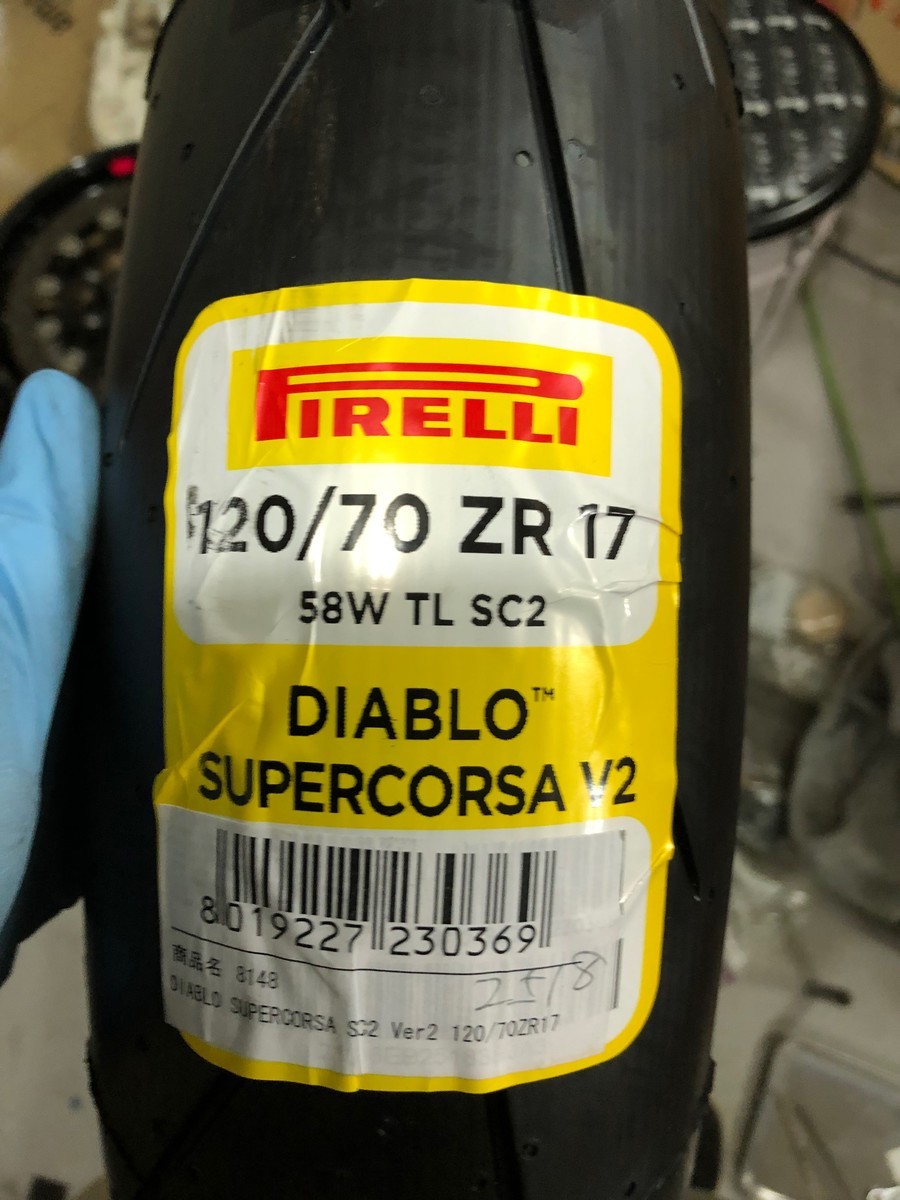 PIRELLI
120/70 ZR 17
58W TL SC2
DIABLO™
SUPERCORSA V2
8 019227 230369
商品名 8148
2518
DIABLO SUPERCORSA SC2 Ver2 120/70ZR17